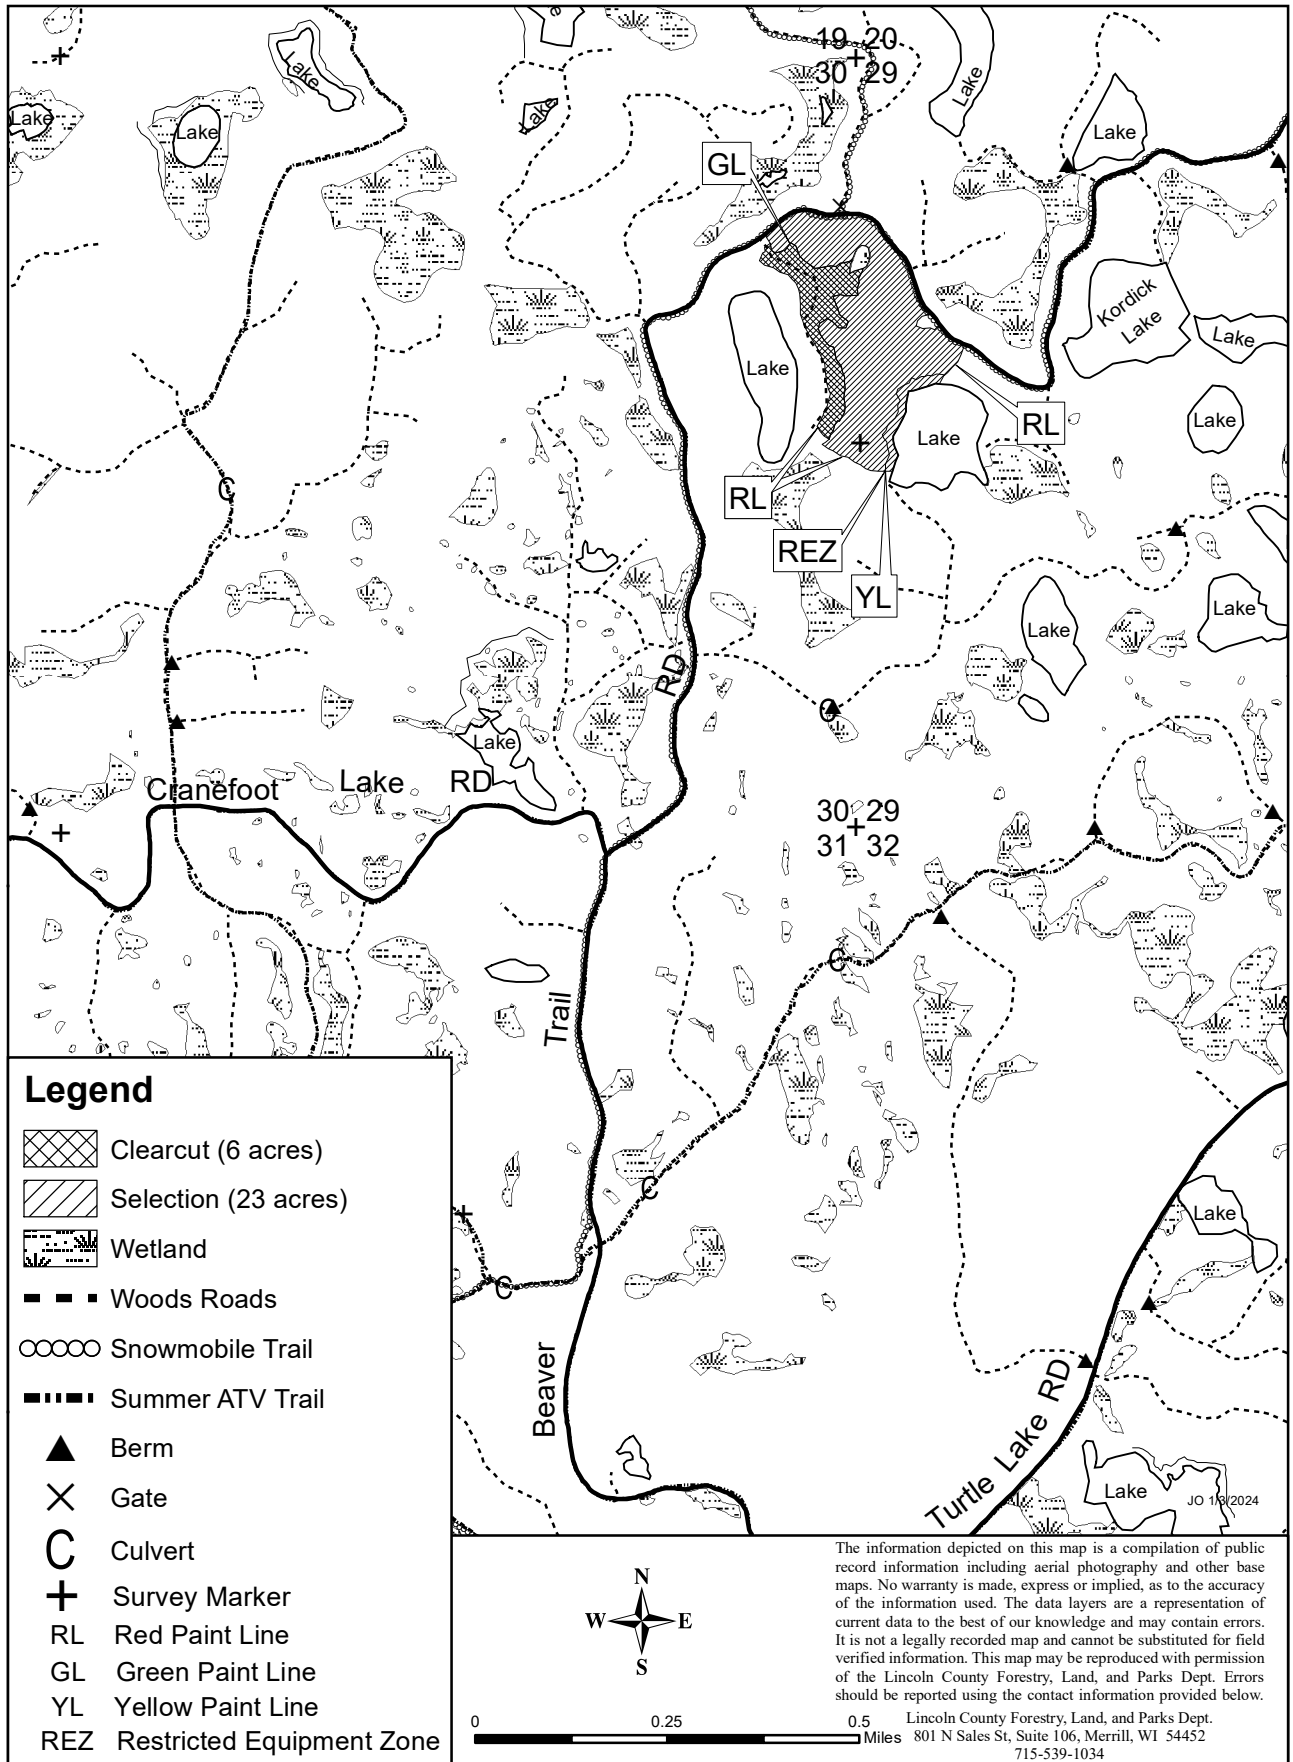 19 20
30 29
Lake
Lake
Lake
Lake
Lake
Lake
GL
Kordick
Lake
Lake
Lake
Lake
Lake
RL
RL
REZ
YL
Lake
Lake
RD
Lake
Cranefoot Lake RD
30 29
31 32
Trail
Beaver
Lake
Turtle Lake RD
Lake
JO 1/3/2024
Legend
Clearcut (6 acres)
Selection (23 acres)
Wetland
Woods Roads
Snowmobile Trail
Summer ATV Trail
Berm
Gate
C Culvert
Survey Marker
RL Red Paint Line
GL Green Paint Line
YL Yellow Paint Line
REZ Restricted Equipment Zone
N
W E
S
0 0.25 0.5
Miles
The information depicted on this map is a compilation of public
record information including aerial photography and other base
maps. No warranty is made, express or implied, as to the accuracy
of the information used. The data layers are a representation of
current data to the best of our knowledge and may contain errors.
It is not a legally recorded map and cannot be substituted for field
verified information. This map may be reproduced with permission
of the Lincoln County Forestry, Land, and Parks Dept. Errors
should be reported using the contact information provided below.
Lincoln County Forestry, Land, and Parks Dept.
801 N Sales St, Suite 106, Merrill, WI 54452
715-539-1034